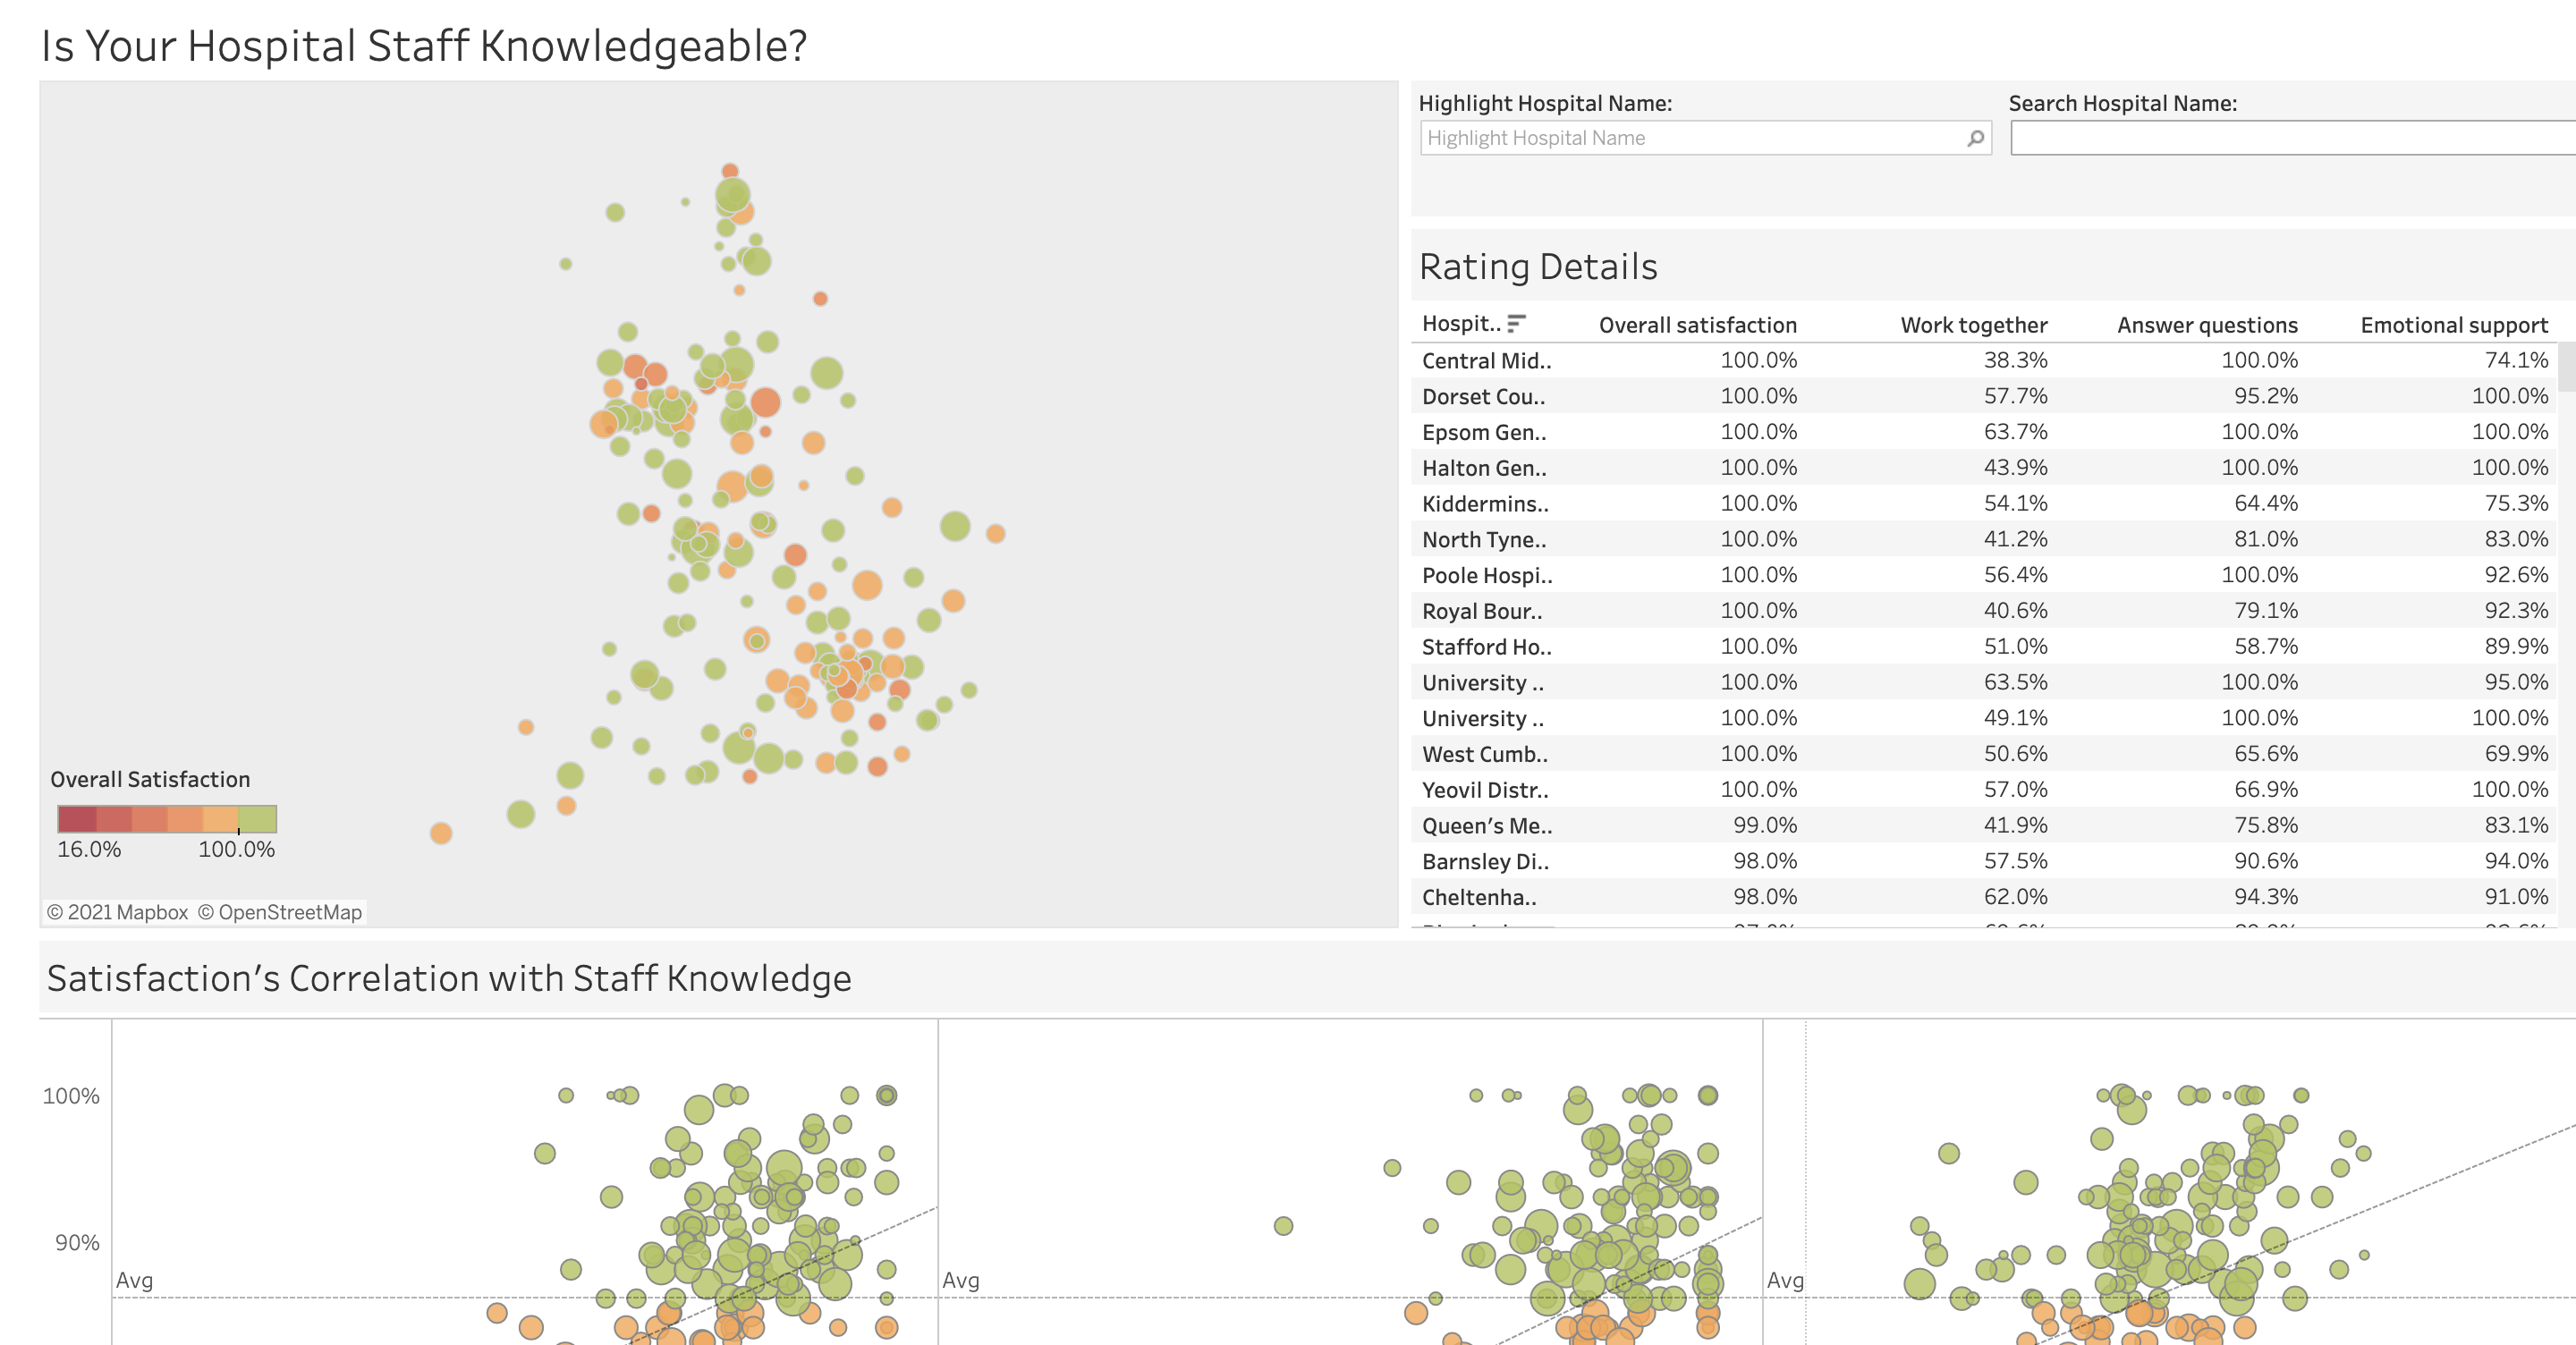 Is Your Hospital Staff Knowledgeable?
Highlight Hospital Name:
Search Hospital Name:
Highlight Hospital Name
Rating Details
Hospit.. Overall satisfaction Work together Answer questions Emotional support
Central Mid.. 100.0% 38.3% 100.0% 74.1%
Dorset Cou.. 100.0% 57.7% 95.2% 100.0%
Epsom Gen.. 100.0% 63.7% 100.0% 100.0%
Halton Gen.. 100.0% 43.9% 100.0% 100.0%
Kiddermins.. 100.0% 54.1% 64.4% 75.3%
North Tyne.. 100.0% 41.2% 81.0% 83.0%
Poole Hospi.. 100.0% 56.4% 100.0% 92.6%
Royal Bour.. 100.0% 40.6% 79.1% 92.3%
Stafford Ho.. 100.0% 51.0% 58.7% 89.9%
University .. 100.0% 63.5% 100.0% 95.0%
University .. 100.0% 49.1% 100.0% 100.0%
West Cumb.. 100.0% 50.6% 65.6% 69.9%
Yeovil Distr.. 100.0% 57.0% 66.9% 100.0%
Queen's Me.. 99.0% 41.9% 75.8% 83.1%
Barnsley Di.. 98.0% 57.5% 90.6% 94.0%
Cheltenha.. 98.0% 62.0% 94.3% 91.0%
Overall Satisfaction
16.0% 100.0%
© 2021 Mapbox © OpenStreetMap
Satisfaction's Correlation with Staff Knowledge
100%
90%
Avg Avg Avg